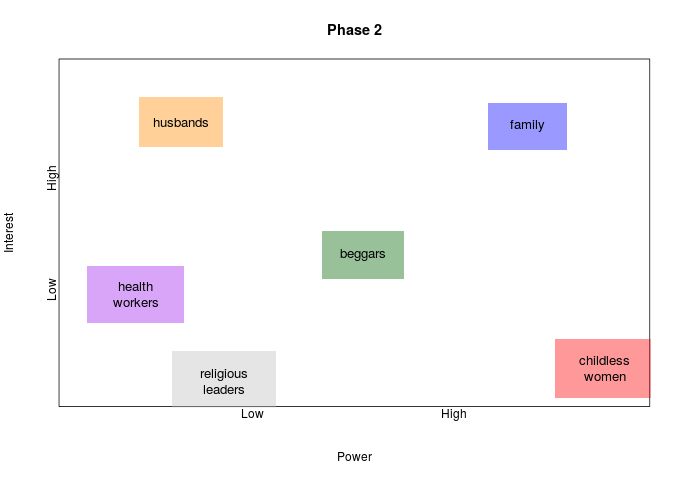 Phase 2
husbands
family
High
Interest
beggars
Low
health
workers
childless
women
religious
leaders
Low
High
Power